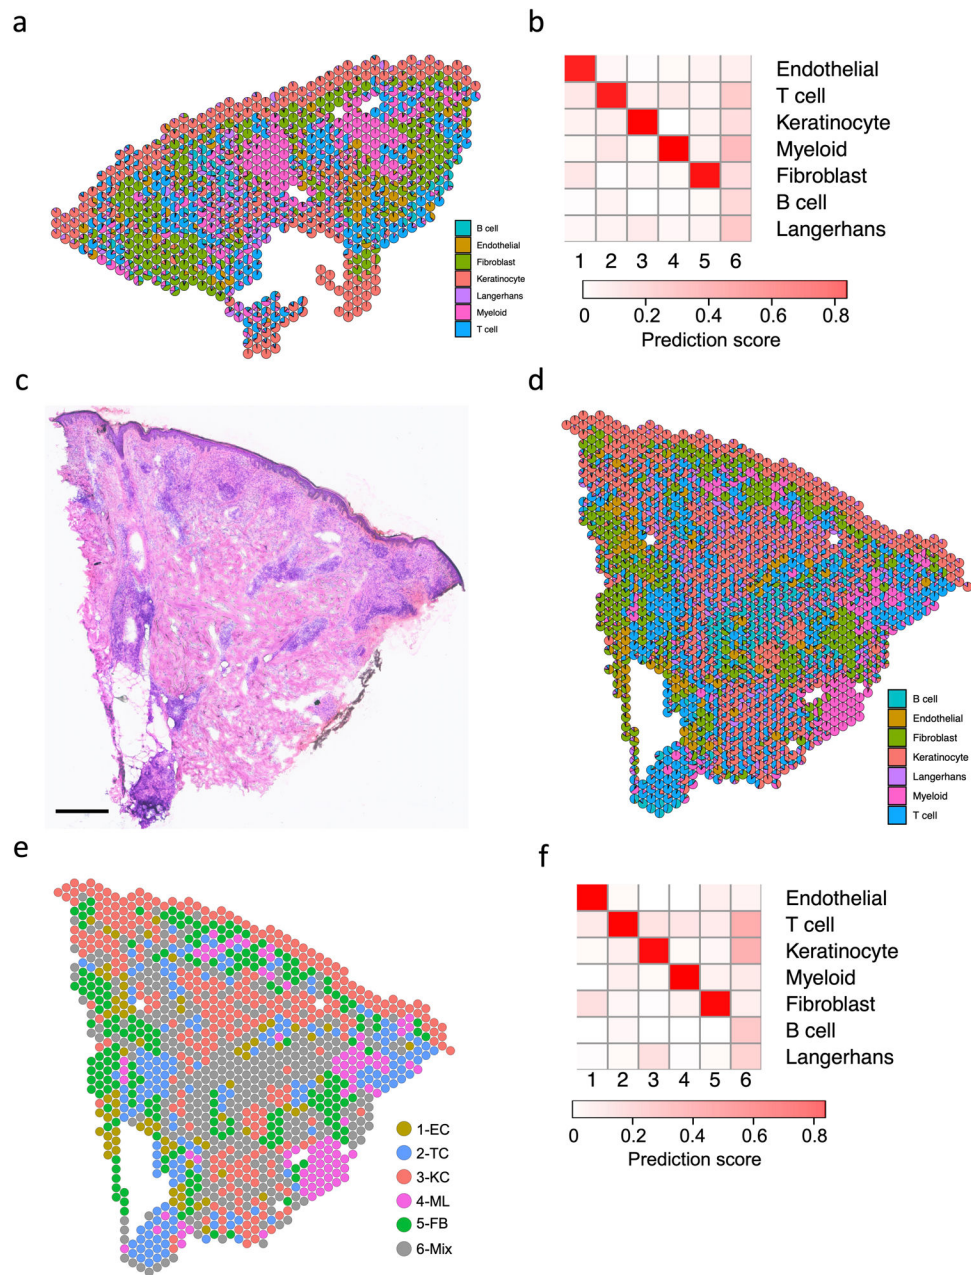 a
B cell
Endothelial
Fibroblast
Keratinocyte
Langerhans
Myeloid
T cell
b
Endothelial
T cell
Keratinocyte
Myeloid
Fibroblast
B cell
Langerhans
1 2 3 4 5 6
0 0.2 0.4 0.6 0.8
Prediction score
c
d
B cell
Endothelial
Fibroblast
Keratinocyte
Langerhans
Myeloid
T cell
e
1-EC
2-TC
3-KC
4-ML
5-FB
6-Mix
f
Endothelial
T cell
Keratinocyte
Myeloid
Fibroblast
B cell
Langerhans
1 2 3 4 5 6
0 0.2 0.4 0.6 0.8
Prediction score